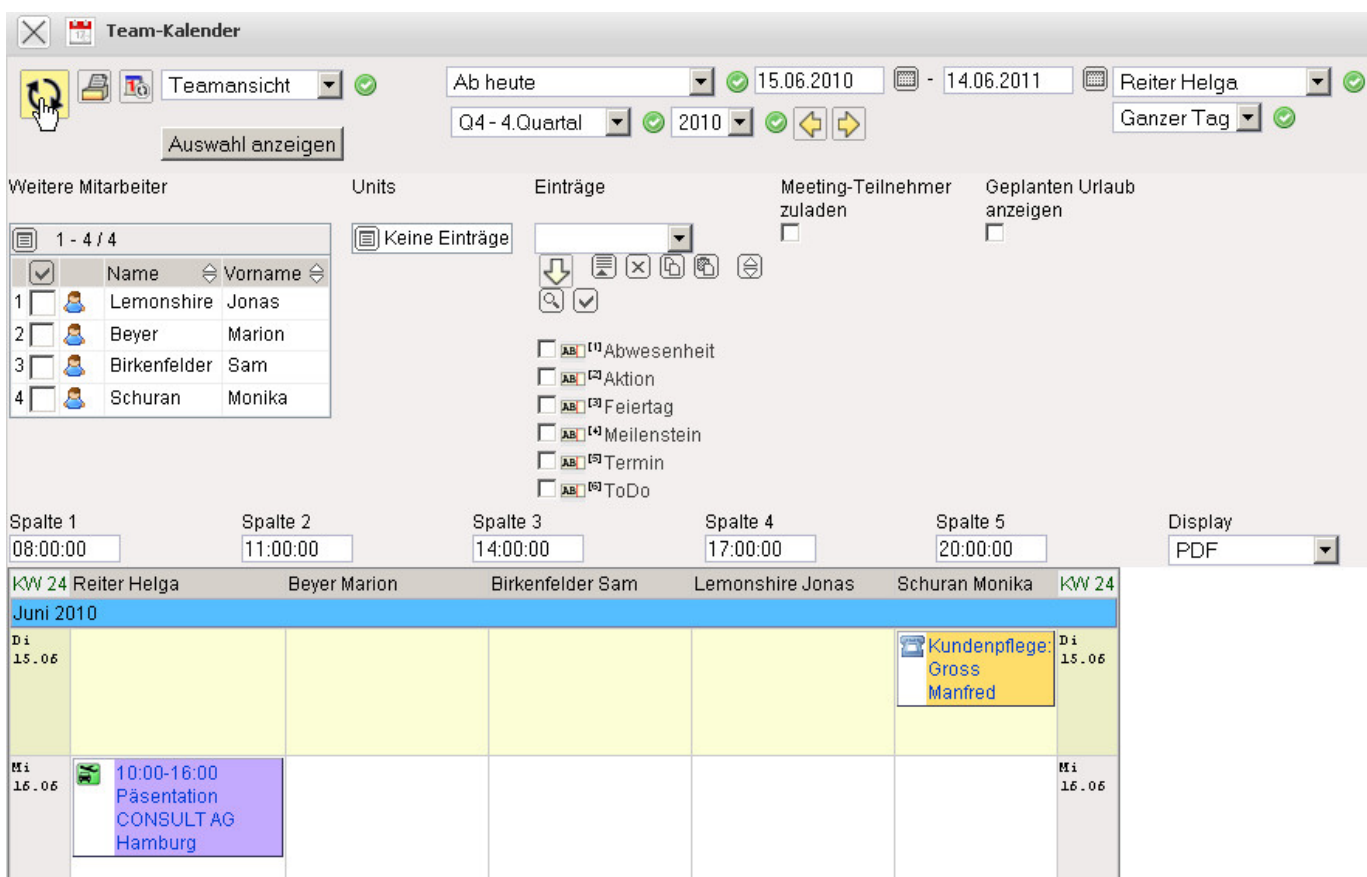 Team-Kalender
Teamansicht Ab heute 15.06.2010 - 14.06.2011 Reiter Helga
Auswahl anzeigen Q4 - 4.Quartal 2010 Ganzer Tag
Weitere Mitarbeiter Units Einträge Meeting-Teilnehmer zuladen Geplanten Urlaub anzeigen
1 - 4 / 4 Keine Einträge
Name Vorname
1 Lemonshire Jonas
2 Beyer Marion
3 Birkenfelder Sam
4 Schuran Monika
[1] Abwesenheit
[2] Aktion
[3] Feiertag
[4] Meilenstein
[5] Termin
[6] ToDo
Spalte 1 Spalte 2 Spalte 3 Spalte 4 Spalte 5 Display
08:00:00 11:00:00 14:00:00 17:00:00 20:00:00 PDF
KW 24 Reiter Helga Beyer Marion Birkenfelder Sam Lemonshire Jonas Schuran Monika KW 24
Juni 2010
Di
15.06
Kundenpflege:
Gross
Manfred
Di
15.06
Mi
16.06
10:00-16:00
Päsentation
CONSULT AG
Hamburg
Mi
16.06